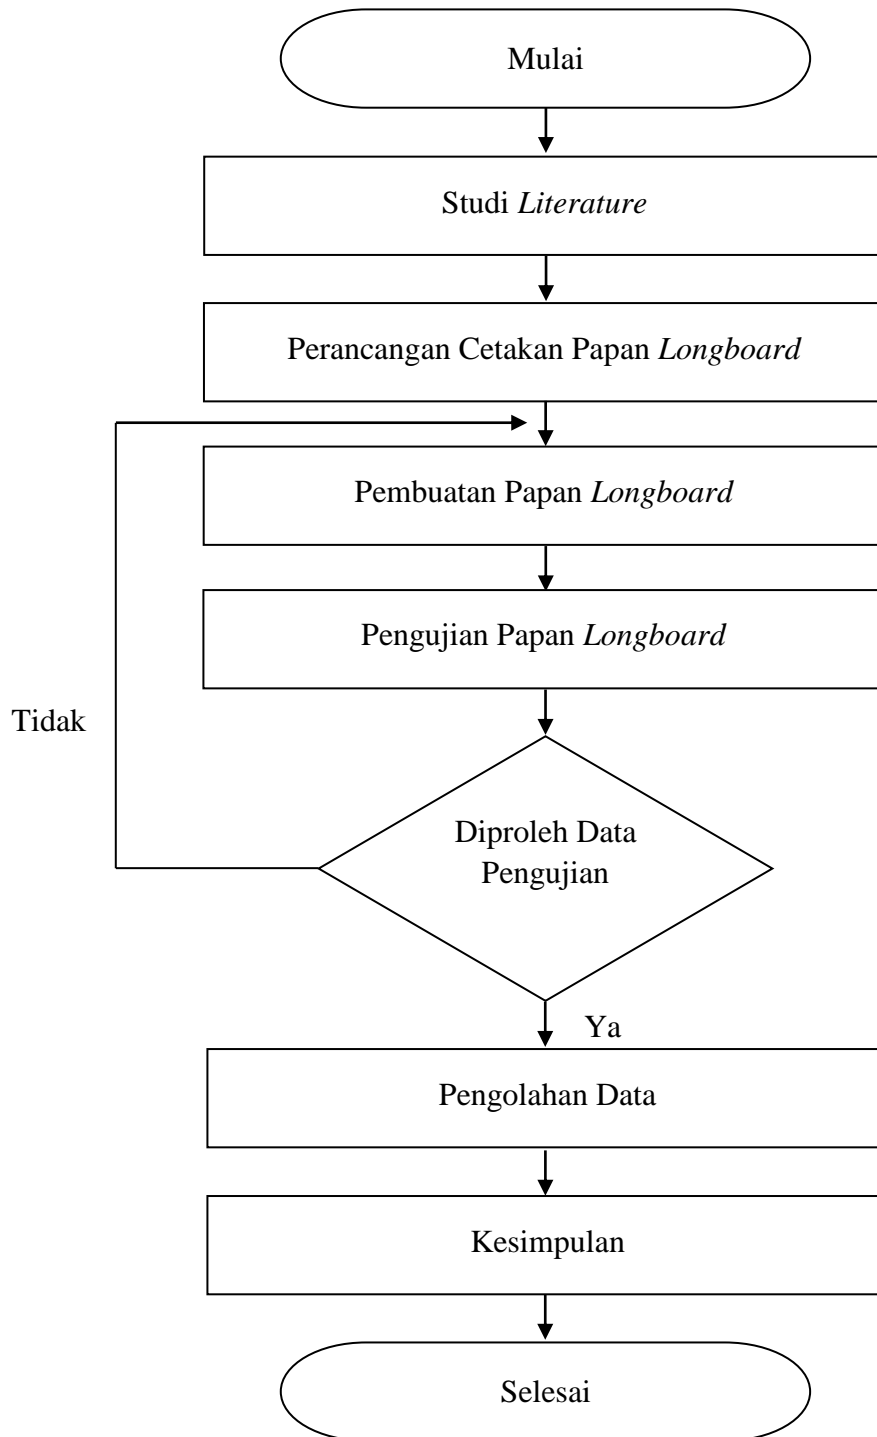 Mulai
Studi Literature
Perancangan Cetakan Papan Longboard
Pembuatan Papan Longboard
Pengujian Papan Longboard
Tidak
Diproleh Data
Pengujian
Ya
Pengolahan Data
Kesimpulan
Selesai